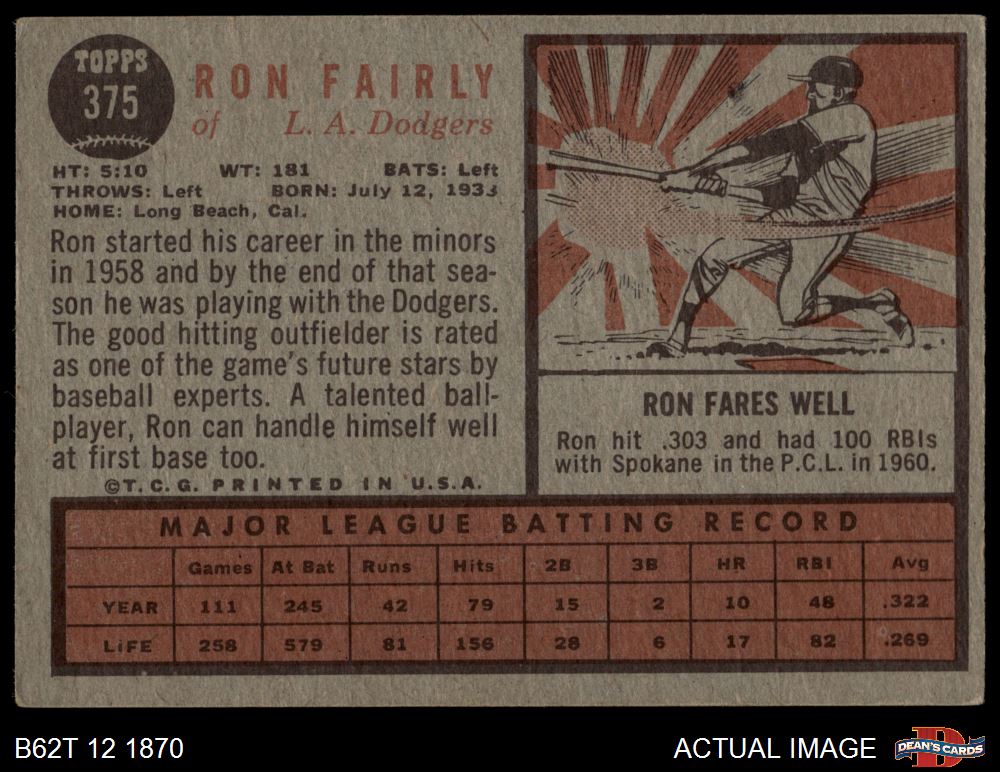 TOPPS
375
RON FAIRLY
of L. A. Dodgers
HT: 5:10 WT: 181 BATS: Left
THROWS: Left BORN: July 12, 193
HOME: Long Beach, Cal.
Ron started his career in the minors
in 1958 and by the end of that sea-
son he was playing with the Dodgers.
The good hitting outfielder is rated
as one of the game's future stars by
baseball experts. A talented ball-
player, Ron can handle himself well
at first base too.
©T.C.G. PRINTED IN U.S.A.
RON FARES WELL
Ron hit .303 and had 100 RBIs
with Spokane in the P.C.L. in 1960.
MAJOR LEAGUE BATTING RECORD
Games At Bat Runs Hits 2B 3B HR RBI Avg
YEAR 111 245 42 79 15 2 10 48 .322
LiFE 258 579 81 156 28 6 17 82 .269
B62T 12 1870
ACTUAL IMAGE
D
DEAN'S CARDS